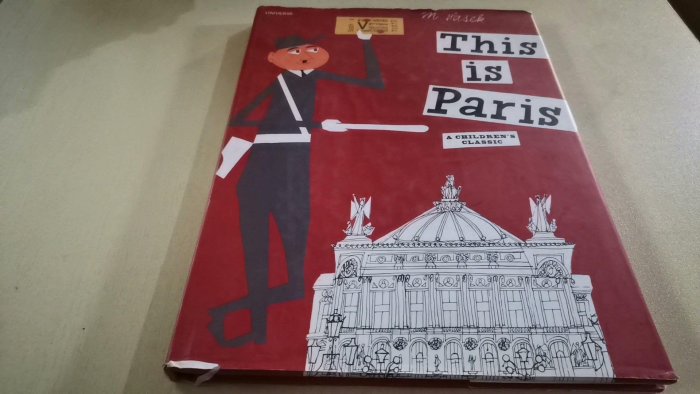 UNIVERSE
M Sasek
This
is
Paris
A CHILDREN'S
CLASSIC